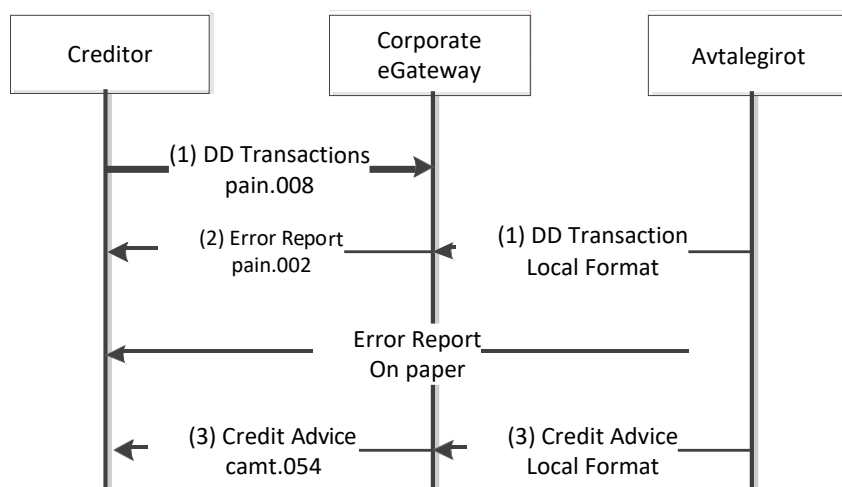 Creditor
Corporate
eGateway
Avtalegirot
(1) DD Transactions
pain.008
(2) Error Report
pain.002
(1) DD Transaction
Local Format
Error Report
On paper
(3) Credit Advice
camt.054
(3) Credit Advice
Local Format